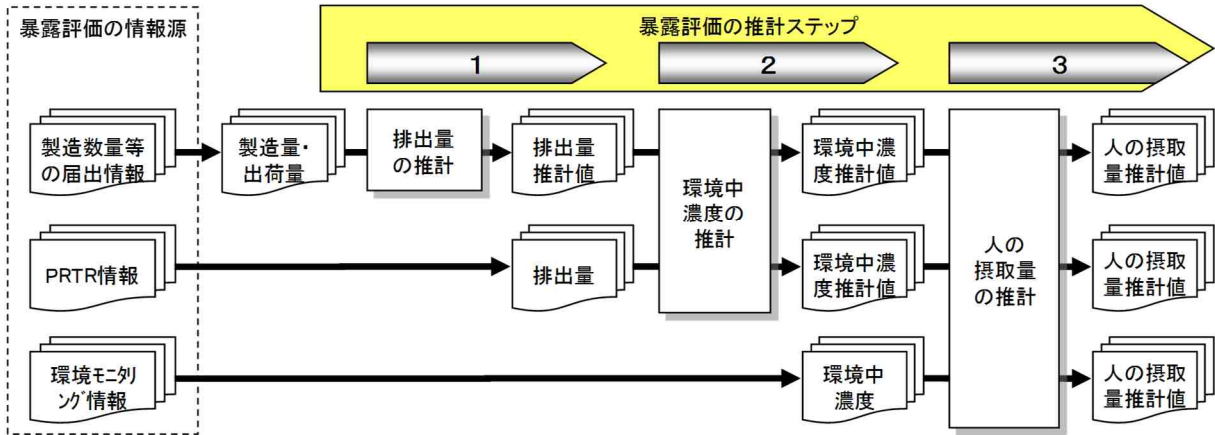 暴露評価の情報源
暴露評価の推計ステップ
1
2
3
製造数量等
の届出情報
製造量・
出荷量
排出量
の推計
排出量
推計値
環境中
濃度の
推計
環境中濃
度推計値
人の
摂取量
の推計
人の摂取
量推計値
PRTR情報
排出量
環境中濃
度推計値
人の摂取
量推計値
環境ﾓﾆﾀﾘ
ﾝｸﾞ情報
環境中
濃度
人の摂取
量推計値